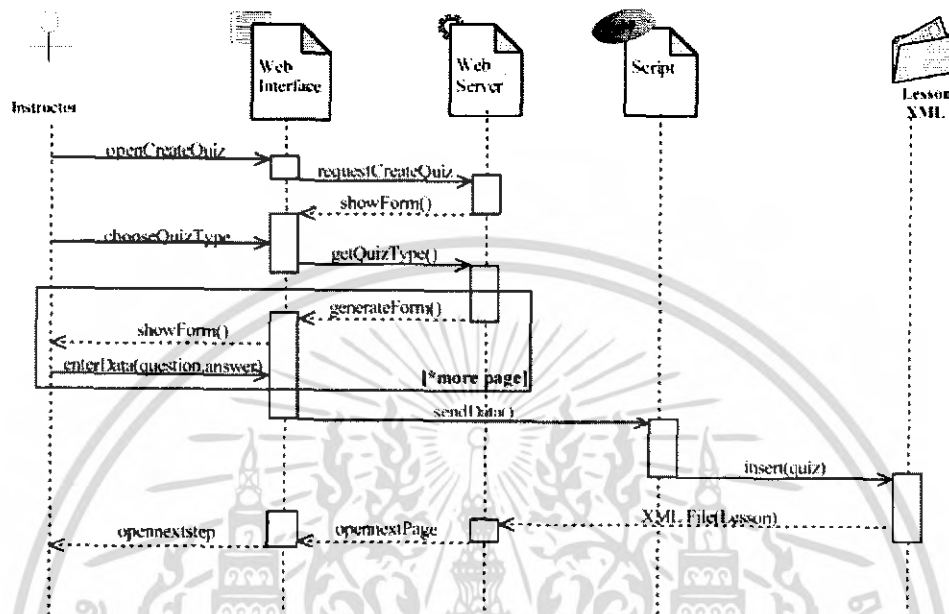 Web
Interface
Web
Server
Script
Instructor
Lesson
XML
openCreateQuiz
requestCreateQuiz
showForm()
chooseQuizType
getQuizType()
generateForm()
showForm()
enterData(question,answer)
[*more page]
sendData()
insert(quiz)
XML File(Lesson)
opennextPage
opennextstep